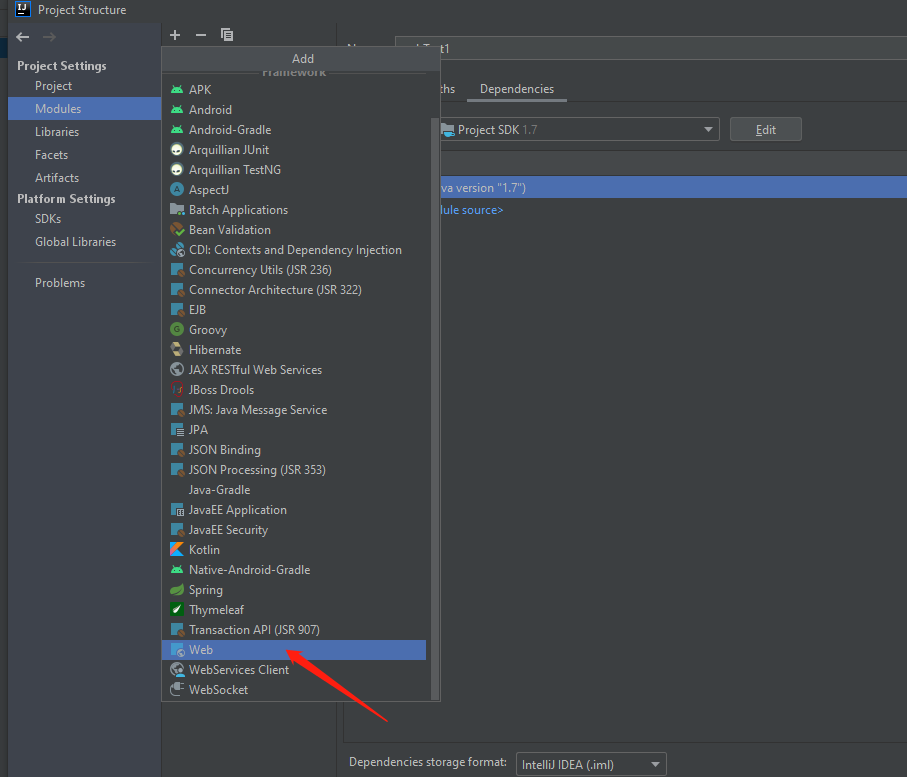 Project Structure
Project Settings
Project
Modules
Libraries
Facets
Artifacts
Platform Settings
SDKs
Global Libraries
Problems
Add
Framework
APK
Android
Android-Gradle
Arquillian JUnit
Arquillian TestNG
AspectJ
Batch Applications
Bean Validation
CDI: Contexts and Dependency Injection
Concurrency Utils (JSR 236)
Connector Architecture (JSR 322)
EJB
Groovy
Hibernate
JAX RESTful Web Services
JBoss Drools
JMS: Java Message Service
JPA
JSON Binding
JSON Processing (JSR 353)
Java-Gradle
JavaEE Application
JavaEE Security
Kotlin
Native-Android-Gradle
Spring
Thymeleaf
Transaction API (JSR 907)
Web
WebServices Client
WebSocket
Dependencies
Project SDK 1.7
Edit
va version "1.7")
dule source>
Dependencies storage format:
IntelliJ IDEA (.iml)